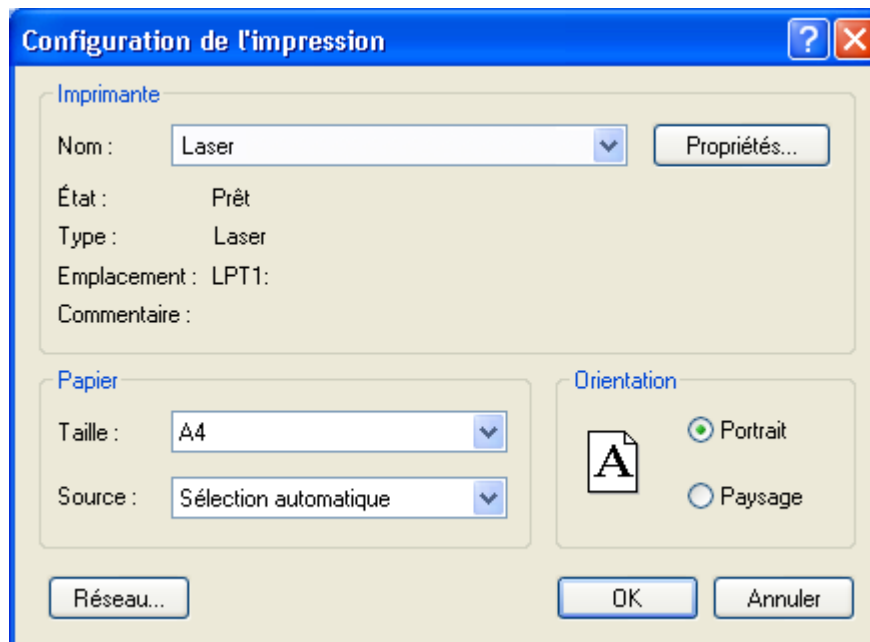 Configuration de l'impression
Imprimante
Nom : Laser Propriétés...
État : Prêt
Type : Laser
Emplacement : LPT1:
Commentaire :
Papier
Taille : A4
Source : Sélection automatique
Orientation
A
Portrait
Paysage
Réseau... OK Annuler